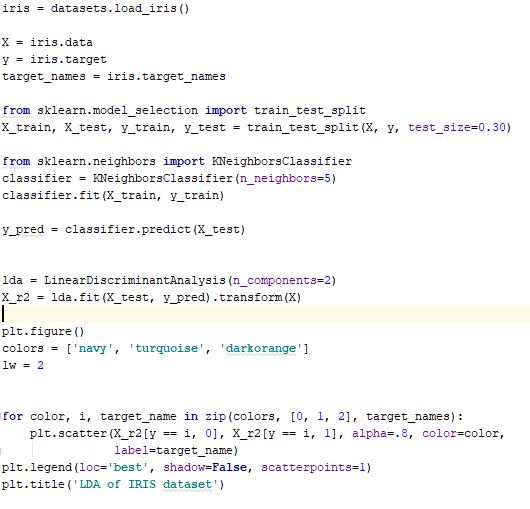 iris = datasets.load_iris()
X = iris.data
y = iris.target
target_names = iris.target_names
from sklearn.model_selection import train_test_split
X_train, X_test, y_train, y_test = train_test_split(X, y, test_size=0.30)
from sklearn.neighbors import KNeighborsClassifier
classifier = KNeighborsClassifier(n_neighbors=5)
classifier.fit(X_train, y_train)
y_pred = classifier.predict(X_test)
lda = LinearDiscriminantAnalysis(n_components=2)
X_r2 = lda.fit(X_test, y_pred).transform(X)
plt.figure()
colors = ['navy', 'turquoise', 'darkorange']
lw = 2
for color, i, target_name in zip(colors, [0, 1, 2], target_names):
    plt.scatter(X_r2[y == i, 0], X_r2[y == i, 1], alpha=.8, color=color,
                label=target_name)
plt.legend(loc='best', shadow=False, scatterpoints=1)
plt.title('LDA of IRIS dataset')